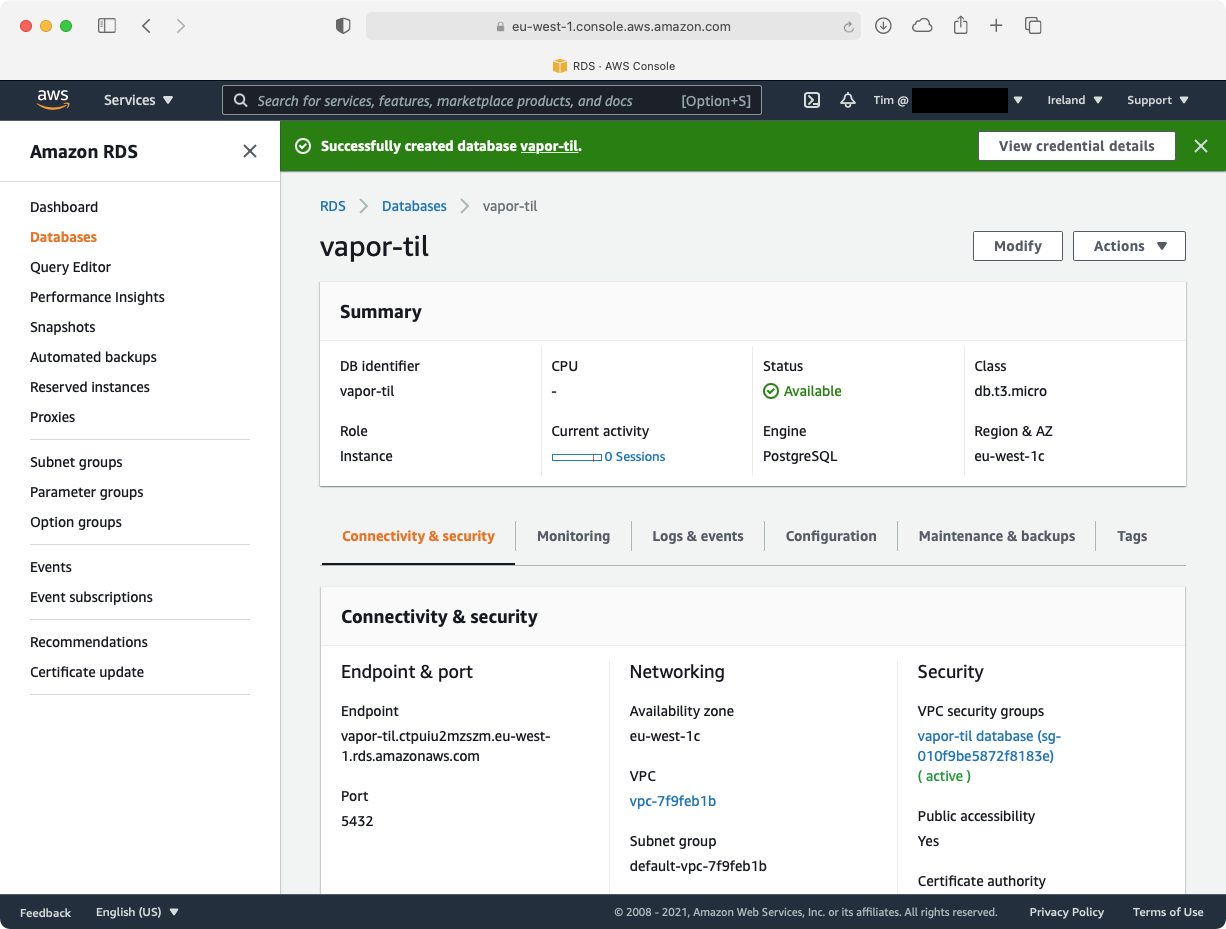 eu-west-1.console.aws.amazon.com
RDS · AWS Console
aws
Services
Search for services, features, marketplace products, and docs
[Option+S]
Tim @
Ireland
Support
Amazon RDS
Successfully created database vapor-til.
View credential details
Dashboard
Databases
Query Editor
Performance Insights
Snapshots
Automated backups
Reserved instances
Proxies
Subnet groups
Parameter groups
Option groups
Events
Event subscriptions
Recommendations
Certificate update
RDS
Databases
vapor-til
vapor-til
Modify
Actions
Summary
DB identifier
vapor-til
CPU
-
Status
Available
Class
db.t3.micro
Role
Instance
Current activity
0 Sessions
Engine
PostgreSQL
Region & AZ
eu-west-1c
Connectivity & security
Monitoring
Logs & events
Configuration
Maintenance & backups
Tags
Connectivity & security
Endpoint & port
Endpoint
vapor-til.ctpuiu2mzszm.eu-west-
1.rds.amazonaws.com
Port
5432
Networking
Availability zone
eu-west-1c
VPC
vpc-7f9feb1b
Subnet group
default-vpc-7f9feb1b
Security
VPC security groups
vapor-til database (sg-
010f9be5872f8183e)
( active )
Public accessibility
Yes
Certificate authority
Feedback
English (US)
© 2008 - 2021, Amazon Web Services, Inc. or its affiliates. All rights reserved.
Privacy Policy
Terms of Use